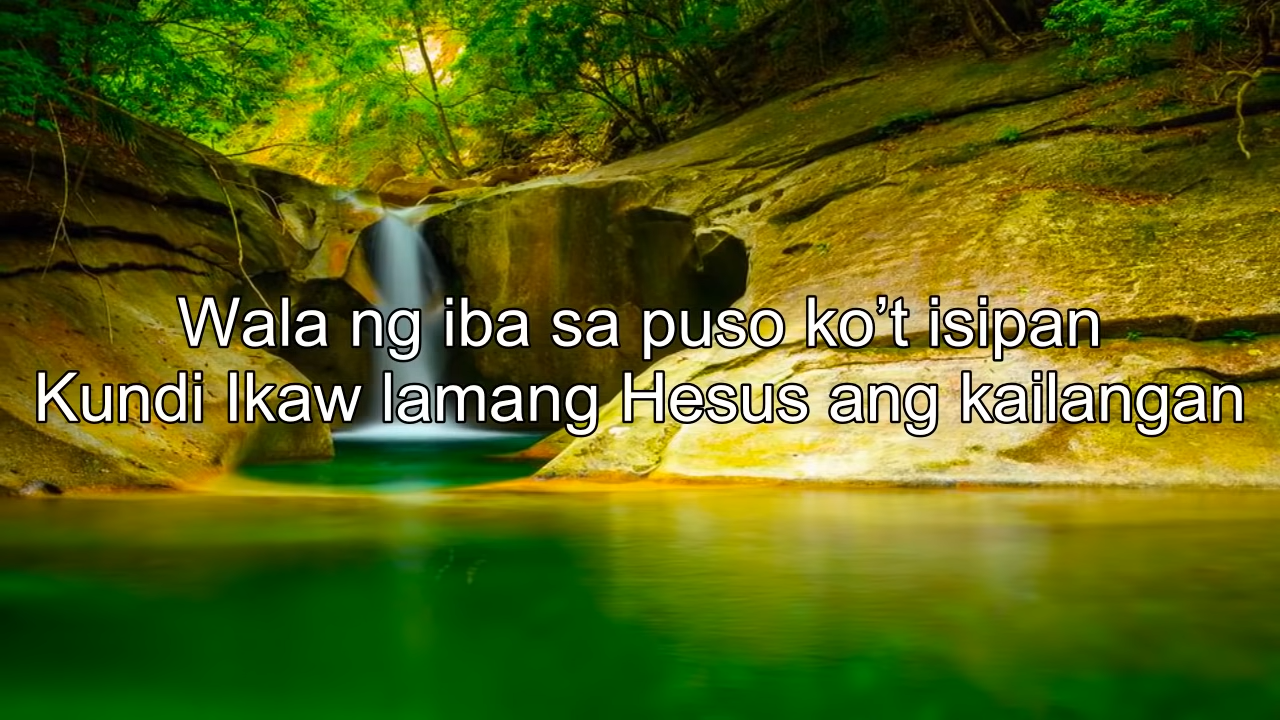 Wala ng iba sa puso ko’t isipan
Kundi Ikaw lamang Hesus ang kailangan